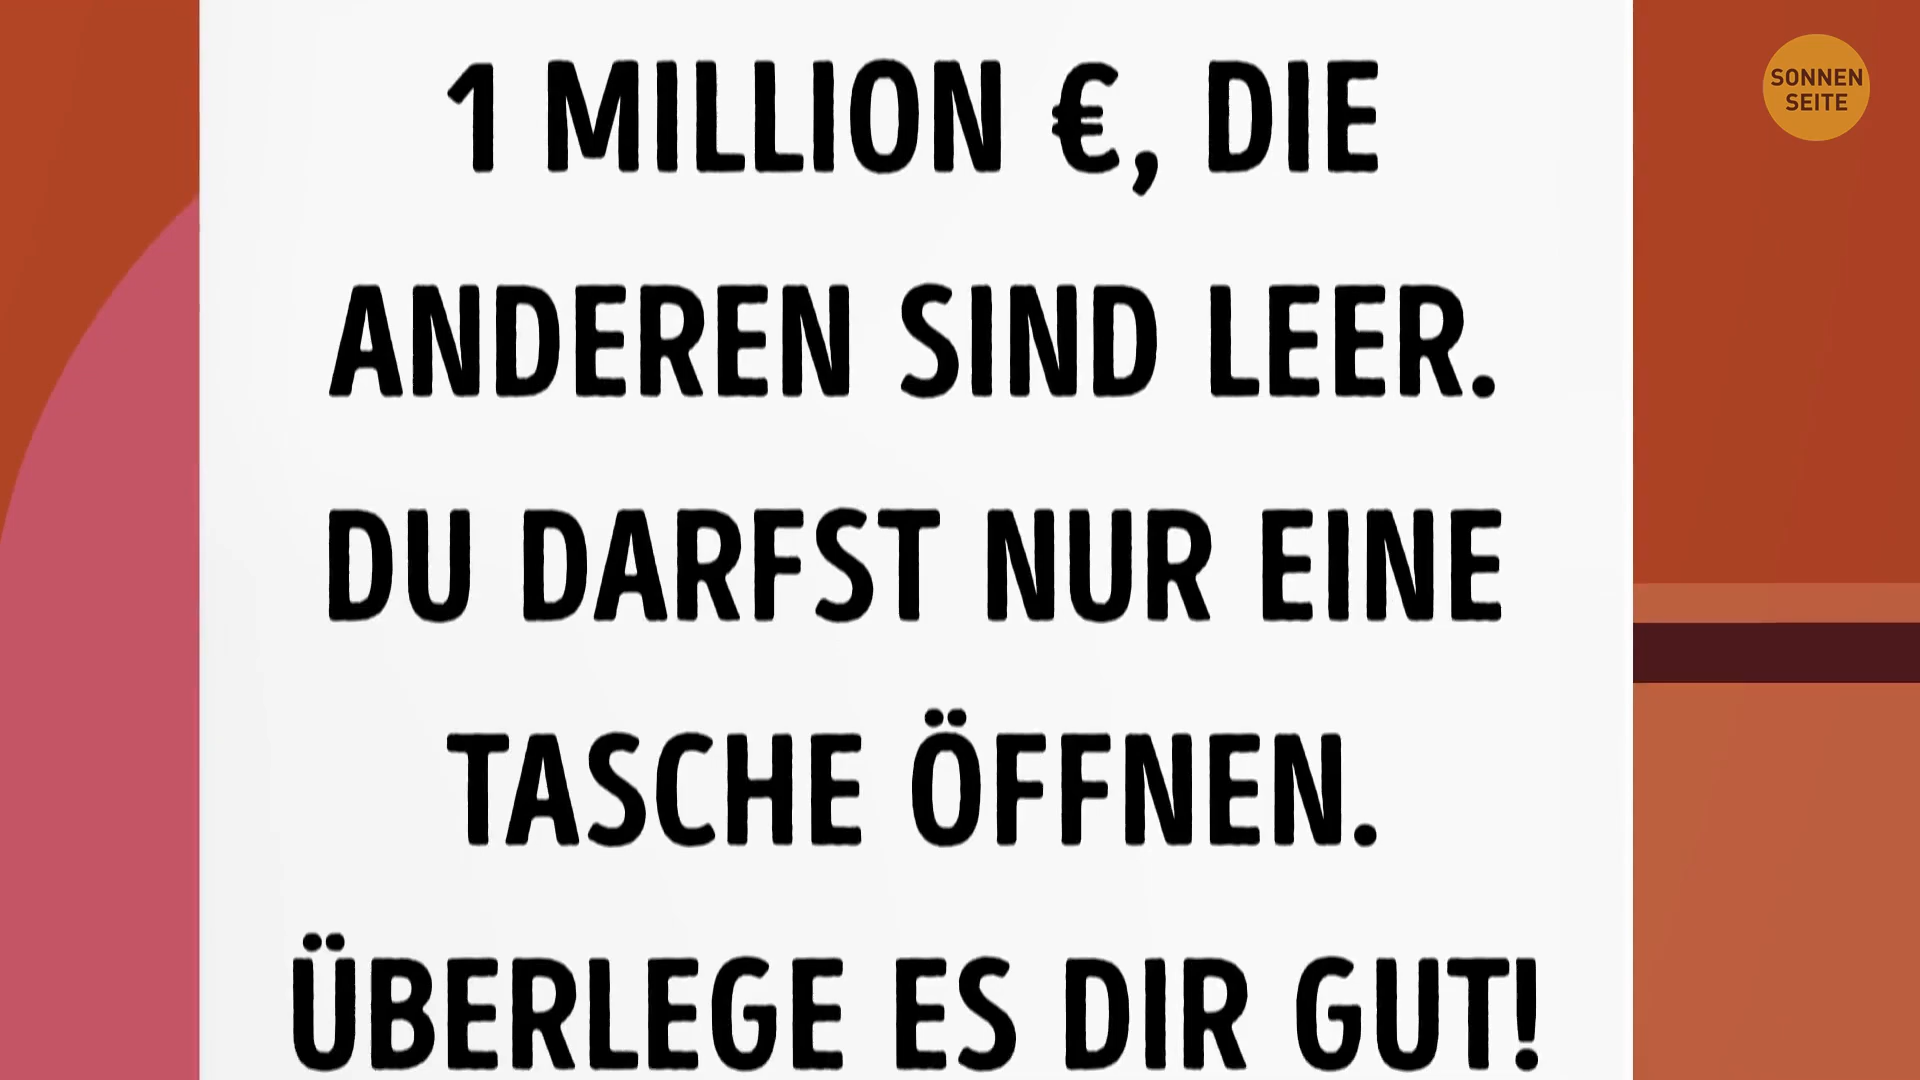 1 MILLION €, DIE
ANDEREN SIND LEER.
DU DARFST NUR EINE
TASCHE ÖFFNEN.
ÜBERLEGE ES DIR GUT!
SONNEN
SEITE